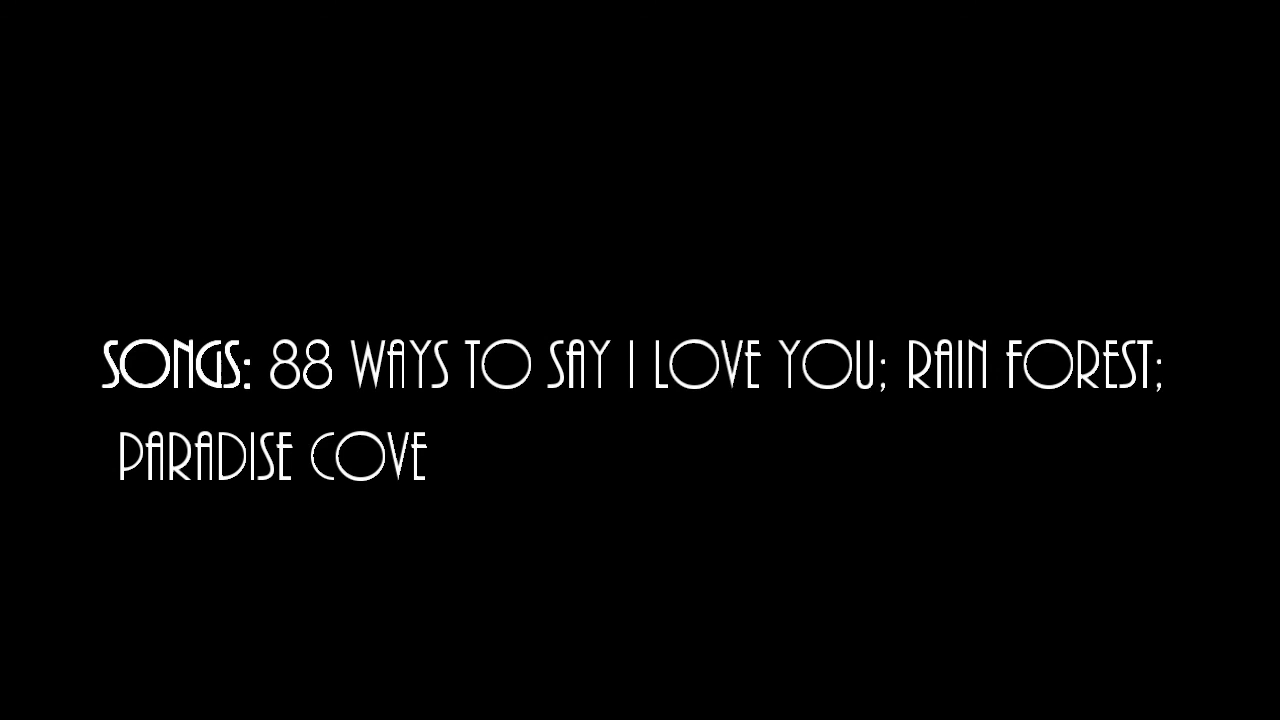 SONGS: 88 WAYS TO SAY I LOVE YOU; RAIN FOREST;
PARADISE COVE